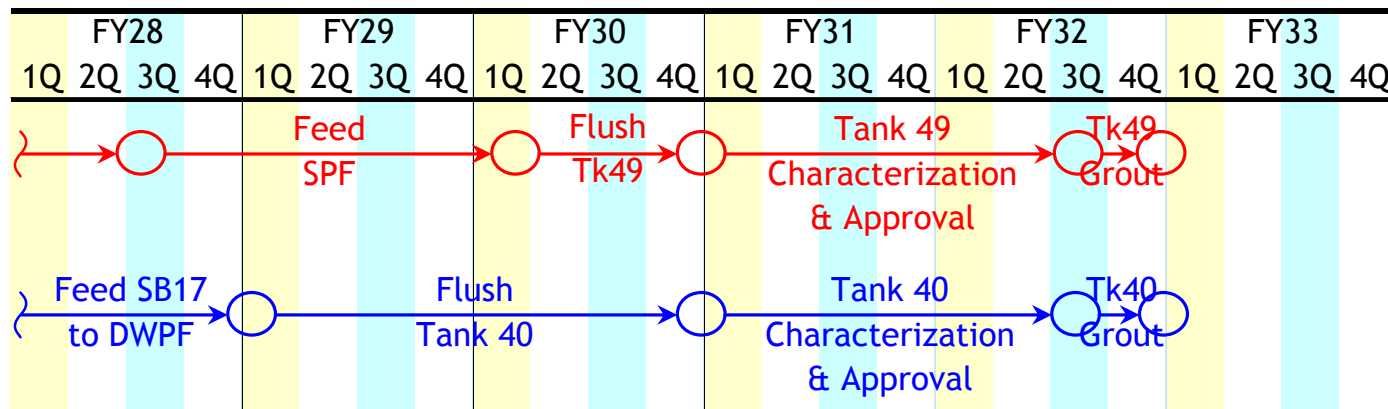 FY28 FY29 FY30 FY31 FY32 FY33
1Q 2Q 3Q 4Q 1Q 2Q 3Q 4Q 1Q 2Q 3Q 4Q 1Q 2Q 3Q 4Q 1Q 2Q 3Q 4Q 1Q 2Q 3Q 4Q
Feed Flush Tank 49 Tk49
SPF Tk49 Characterization Grout
& Approval
Feed SB17 Flush Tank 40 Tk40
to DWPF Tank 40 Characterization Grout
& Approval